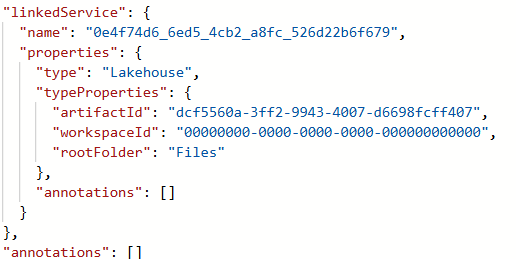 "linkedService": {
"name": "0e4f74d6_6ed5_4cb2_a8fc_526d22b6f679",
"properties": {
"type": "Lakehouse",
"typeProperties": {
"artifactId": "dcf5560a-3ff2-9943-4007-d6698fcff407",
"workspaceId": "00000000-0000-0000-0000-000000000000",
"rootFolder": "Files"
},
"annotations": []
}
},
"annotations": []